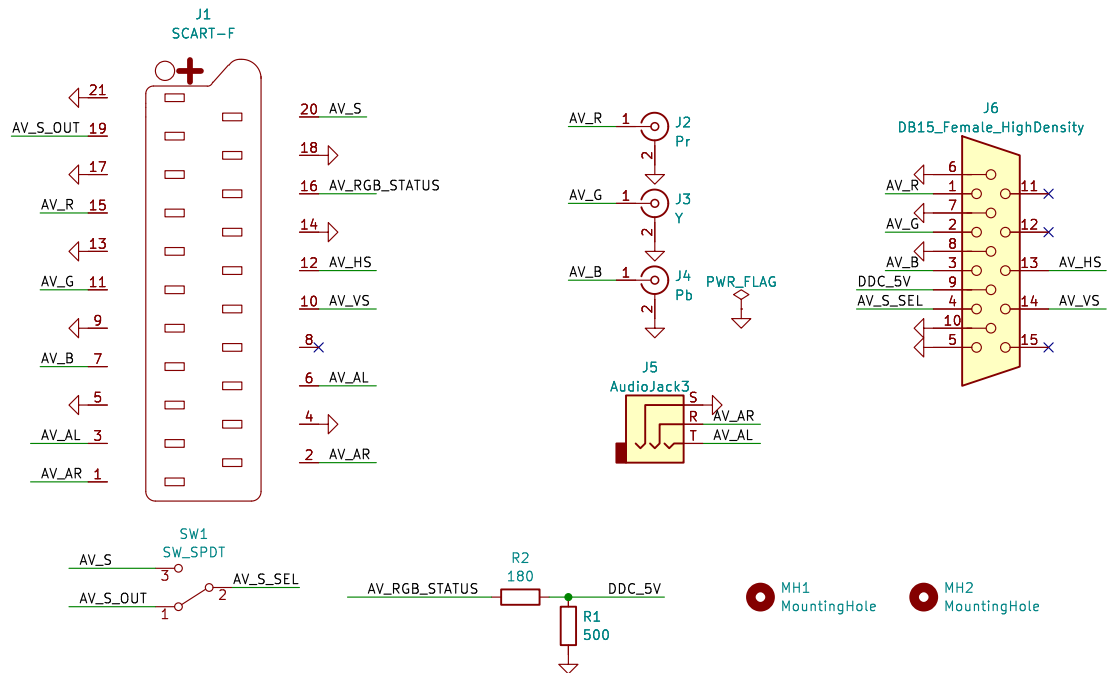 J1
SCART-F
21
AV_S_OUT 19
17
AV_R 15
13
AV_G 11
9
AV_B 7
5
AV_AL 3
AV_AR 1
20 AV_S
18
16 AV_RGB_STATUS
14
12 AV_HS
10 AV_VS
8
6 AV_AL
4
2 AV_AR
AV_R 1
2
J2
Pr
AV_G 1
2
J3
Y
AV_B 1
2
J4
Pb
PWR_FLAG
J5
AudioJack3
S
R AV_AR
T AV_AL
J6
DB15_Female_HighDensity
6
AV_R 1
7
AV_G 2
8
AV_B 3
DDC_5V 9
AV_S_SEL 4
10
5
11
12
13 AV_HS
14 AV_VS
15
SW1
SW_SPDT
AV_S 3
AV_S_OUT 1
2 AV_S_SEL
R2
180
AV_RGB_STATUS
DDC_5V
R1
500
MH1
MountingHole
MH2
MountingHole